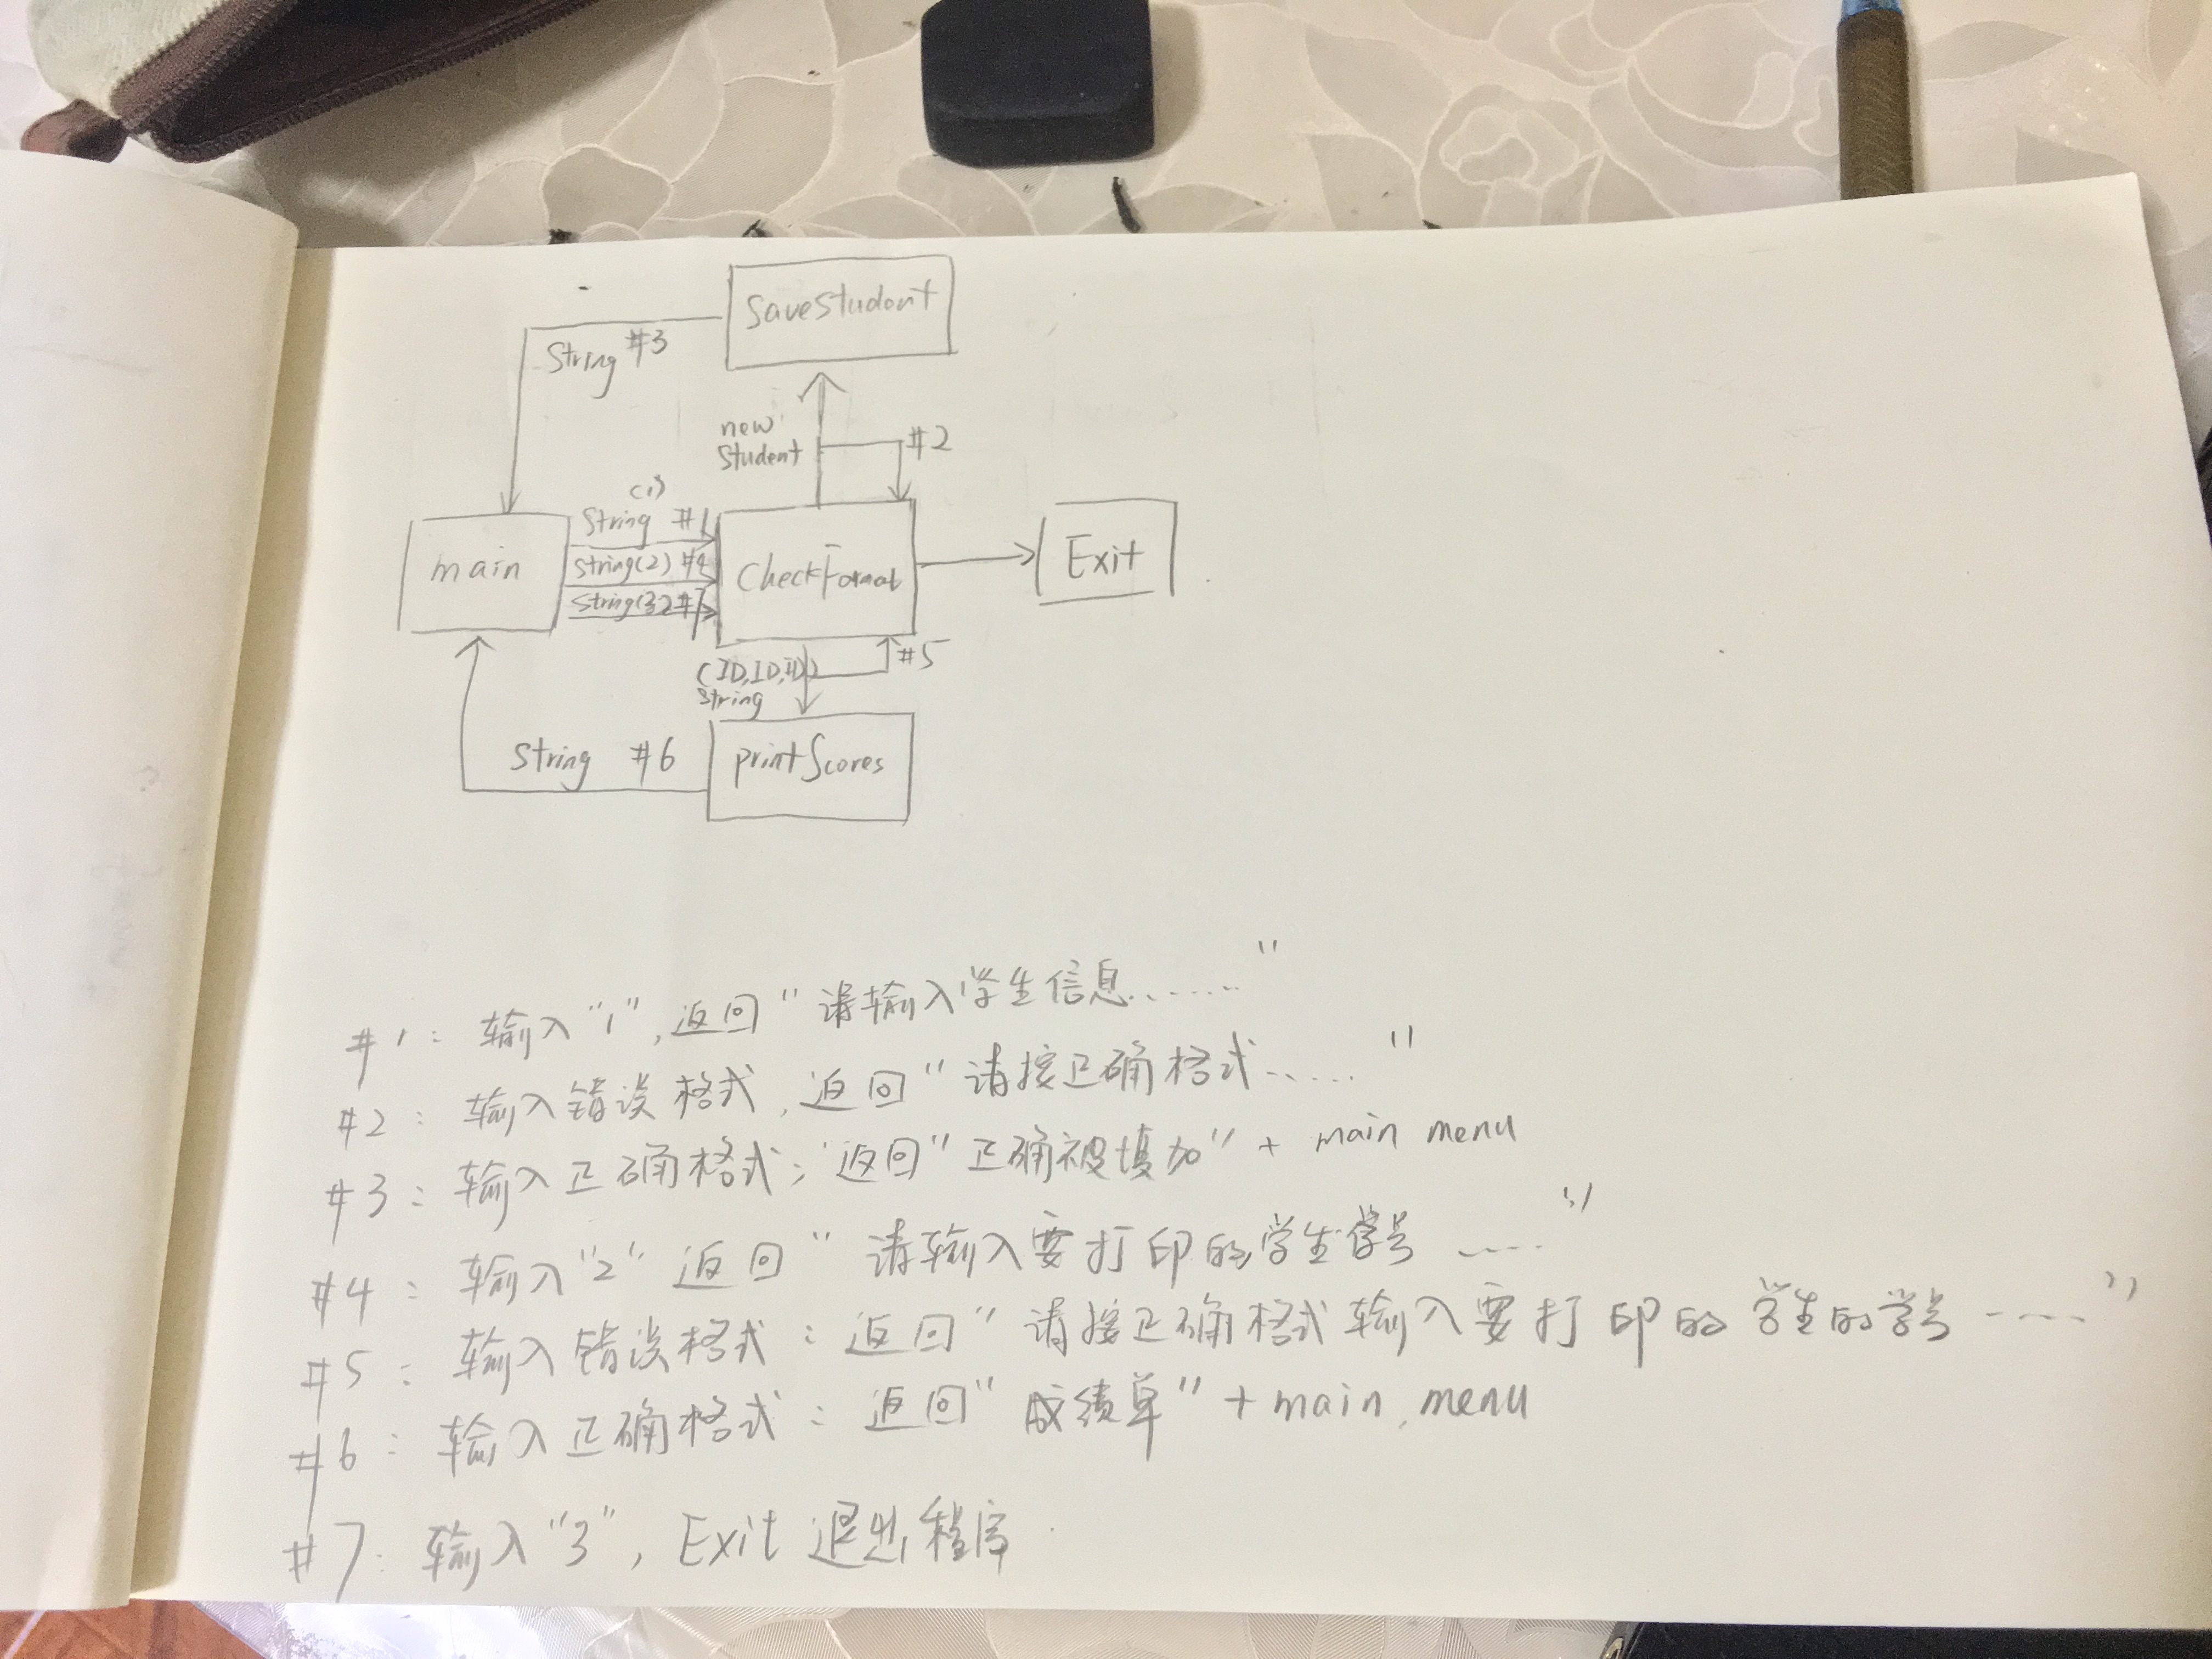 SaveStudent
String #3
new
Student
#2
main
(1)
String #1
String(2) #4
String(3) #7
Checkformat
Exit
#5
(ID,ID,ID)
String
String #6
PrintScores
#1: 输入"1",返回"请输入学生信息......"
#2: 输入错误格式,返回"请按正确格式......"
#3: 输入正确格式: 返回"正确被添加"+ main menu
#4: 输入"2"返回"请输入要打印的学生学号....."
#5: 输入错误格式: 返回"请按正确格式输入要打印的学生的学号....."
#6: 输入正确格式: 返回"成绩单"+ main menu
#7: 输入"3", Exit 退出程序.